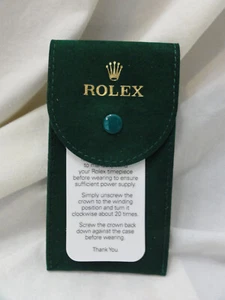 ROLEX
to m
your Rolex timepiece
before wearing to ensure
sufficient power supply.
Simply unscrew the
crown to the winding
position and turn it
clockwise about 20 times.
Screw the crown back
down against the case
before wearing.
Thank You.